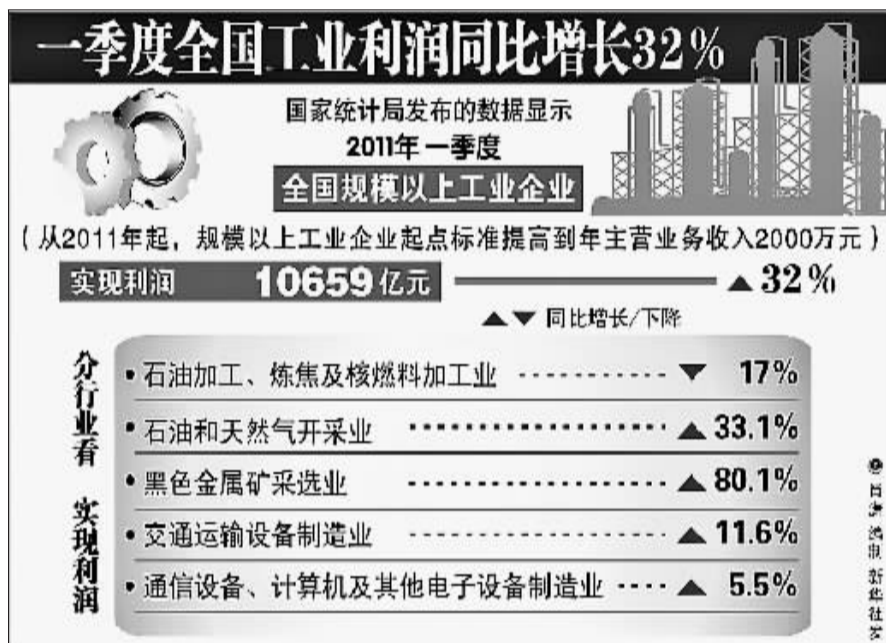 一季度全国工业利润同比增长32%
国家统计局发布的数据显示
2011年一季度
全国规模以上工业企业
(从2011年起，规模以上工业企业起点标准提高到年主营业务收入2000万元)
实现利润 10659亿元 ▲32%
▲▼ 同比增长/下降
分行业看 实现利润
• 石油加工、炼焦及核燃料加工业 ▼ 17%
• 石油和天然气开采业 ▲ 33.1%
• 黑色金属矿采选业 ▲ 80.1%
• 交通运输设备制造业 ▲ 11.6%
• 通信设备、计算机及其他电子设备制造业 ▲ 5.5%
编制 新华社发